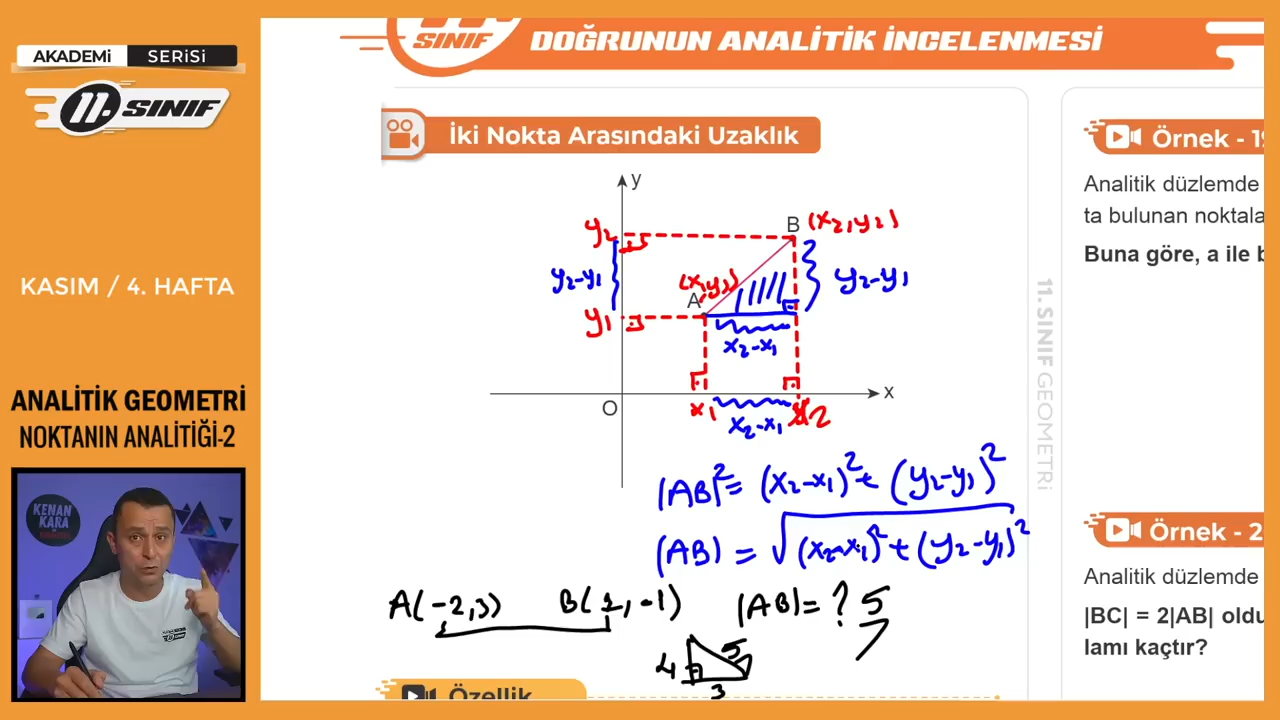 AKADEMİ SERİSİ
11. SINIF
KASIM / 4. HAFTA
ANALİTİK GEOMETRİ
NOKTANIN ANALİTİĞİ-2
KENAN
KARA
11. SINIF
DOĞRUNUN ANALİTİK İNCELENMESİ
İki Nokta Arasındaki Uzaklık
y
y₂
B (x₂,y₂)
y₂-y₁
(x₁,y₁)
y₂-y₁
A
y₁
x₂-x₁
x
O
x₁
x₂
x₂-x₁
|AB|²= (x₂-x₁)²+ (y₂-y₁)²
|AB| = √(x₂-x₁)²+(y₂-y₁)²
A(-2,3) B(1,-1) |AB|= ? 5
4
5
3
Özellik
11. SINIF GEOMETRİ
Örnek - 19
Analitik düzlemde
ta bulunan noktala
Buna göre, a ile b
Örnek - 2
Analitik düzlemde
|BC| = 2|AB| oldu
lamı kaçtır?